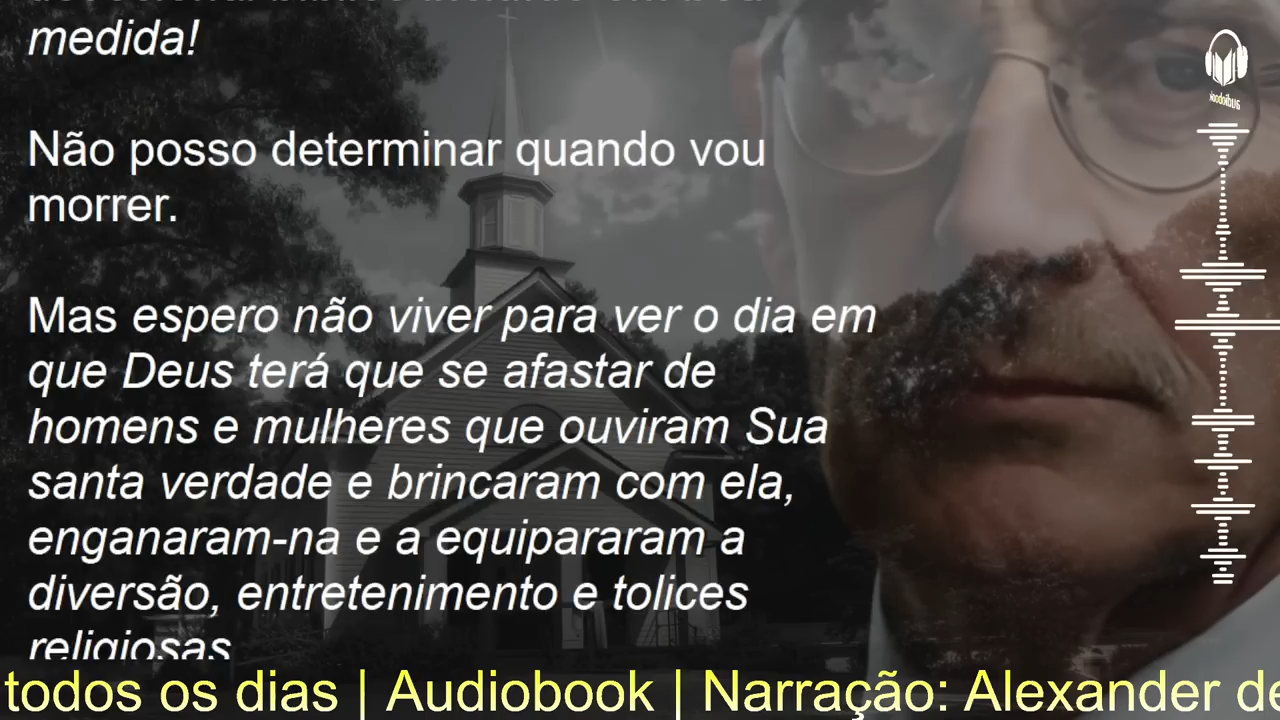 medida!
Não posso determinar quando vou
morrer.
Mas espero não viver para ver o dia em
que Deus terá que se afastar de
homens e mulheres que ouviram Sua
santa verdade e brincaram com ela,
enganaram-na e a equipararam a
diversão, entretenimento e tolices
religiosas
todos os dias | Audiobook | Narração: Alexander de